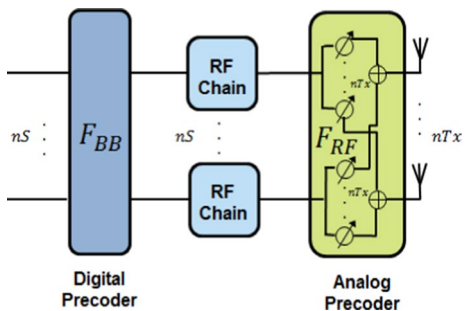 RF
Chain
nTx
nS
F_BB
nS
F_RF
nTx
nTx
RF
Chain
Digital
Precoder
Analog
Precoder